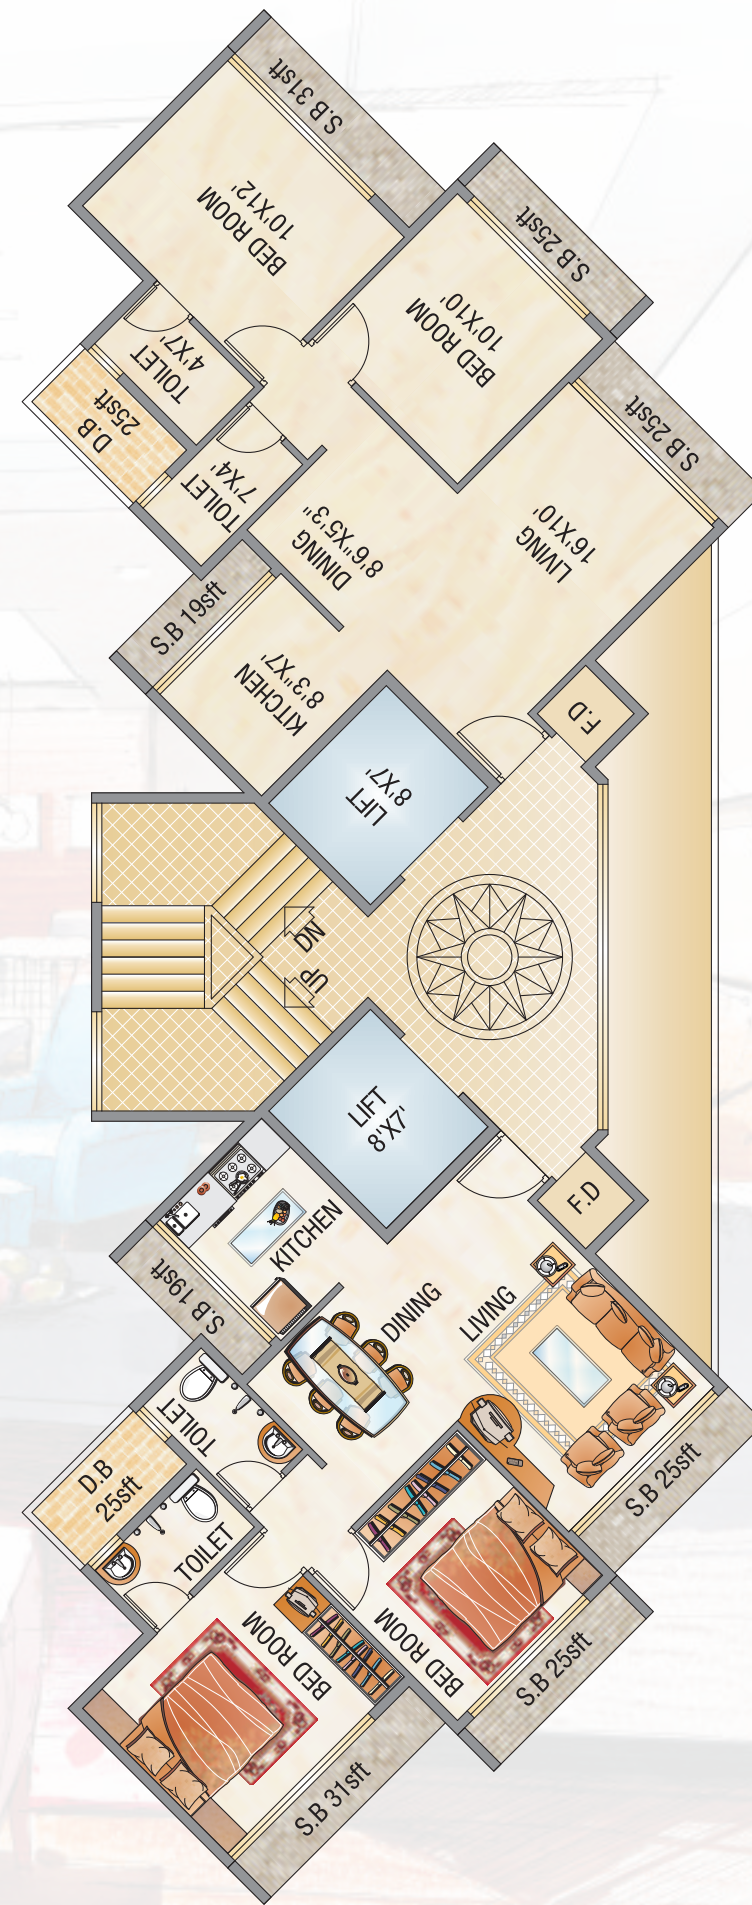 S.B 31sft
BED ROOM
10'X12'
S.B 25sft
BED ROOM
10'X10'
TOILET
4'X7'
D.B
25sft
S.B 25sft
TOILET
7'X4'
DINING
8'6"X5'3"
LIVING
16'X10'
S.B 19sft
KITCHEN
8'3"X7'
F.D
LIFT
8'X7'
DN
UP
LIFT
8'X7'
F.D
KITCHEN
S.B 19sft
DINING
LIVING
TOILET
D.B
25sft
S.B 25sft
TOILET
BED ROOM
BED ROOM
S.B 25sft
S.B 31sft